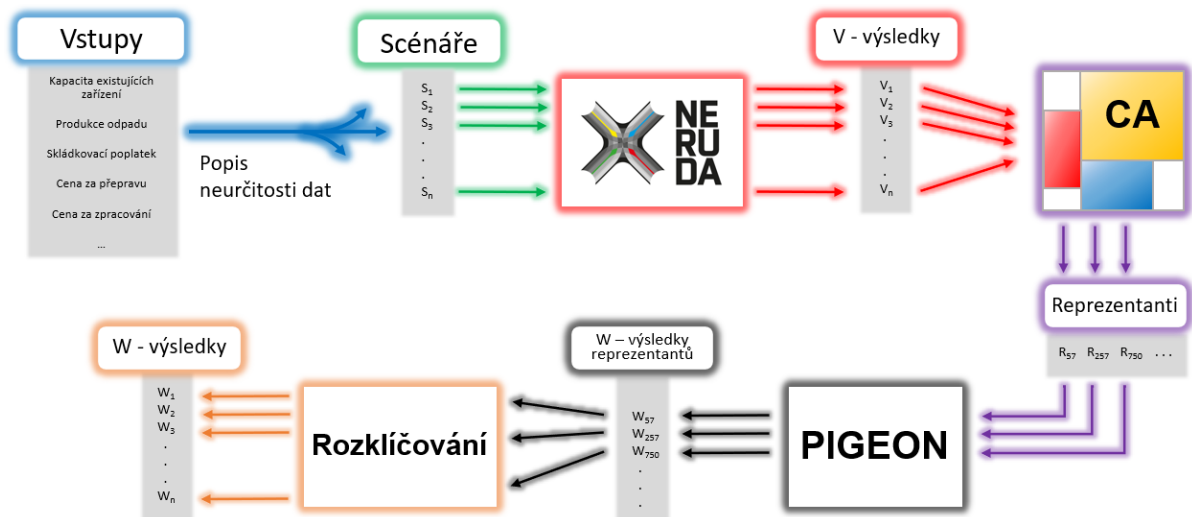 Vstupy
Kapacita existujících
zařízení
Produkce odpadu
Skládkovací poplatek
Cena za přepravu
Cena za zpracování
...
Popis
neurčitosti dat
Scénáře
S1
S2
S3
.
.
.
Sn
NE
RU
DA
V - výsledky
V1
V2
V3
.
.
.
Vn
CA
Reprezentanti
R57 R257 R750 ...
PIGEON
W – výsledky
reprezentantů
W57
W257
W750
.
.
.
Rozklíčování
W - výsledky
W1
W2
W3
.
.
.
Wn